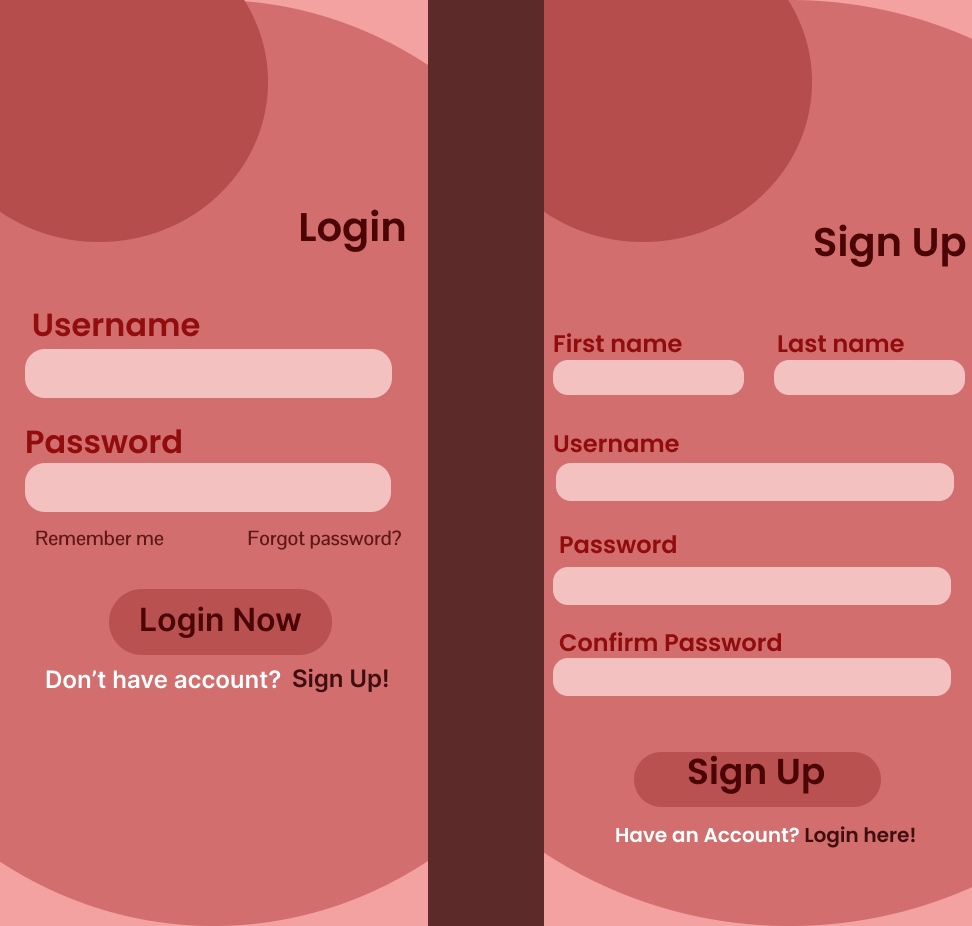 Login
Username
Password
Remember me
Forgot password?
Login Now
Don’t have account? Sign Up!
Sign Up
First name
Last name
Username
Password
Confirm Password
Sign Up
Have an Account? Login here!